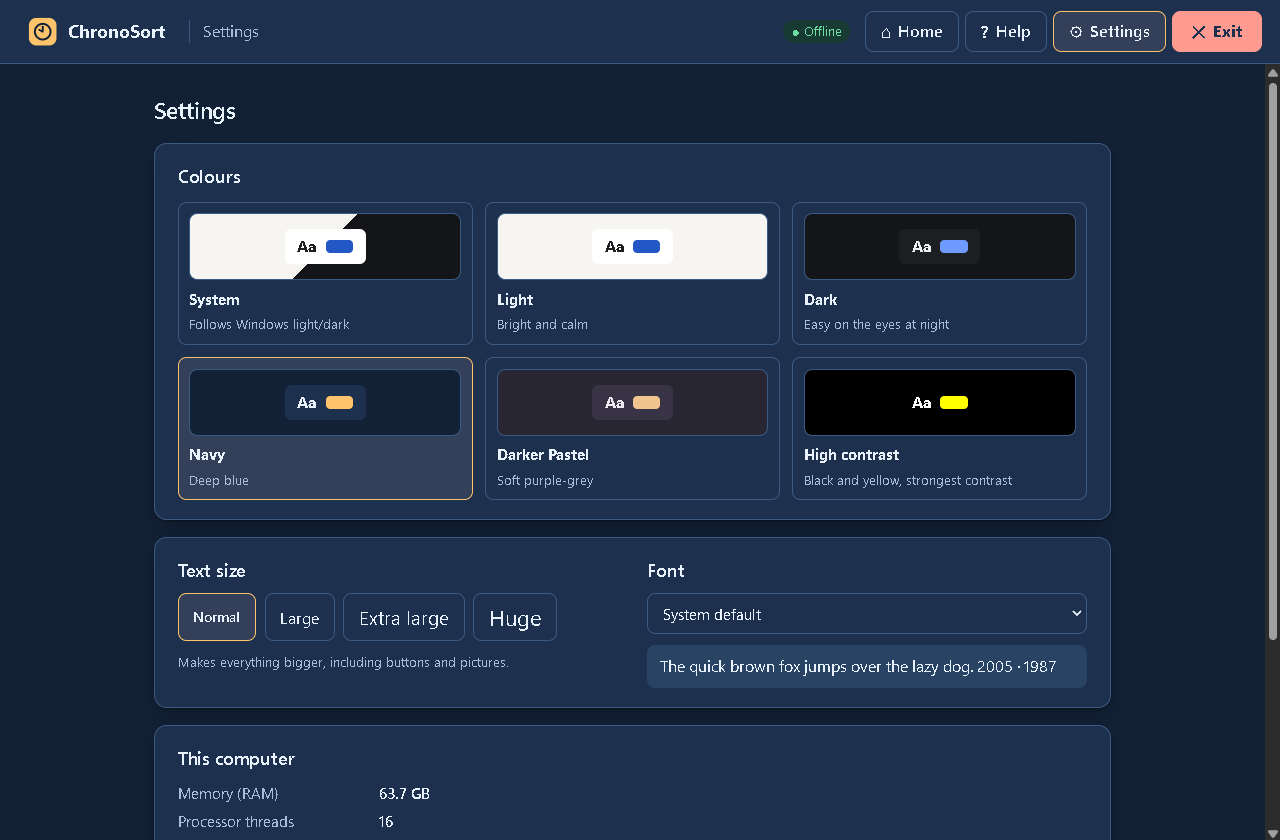 ChronoSort
Settings
Offline
Home
? Help
Settings
Exit
Settings
Colours
Aa
Aa
Aa
System
Light
Dark
Follows Windows light/dark
Bright and calm
Easy on the eyes at night
Aa
Aa
Aa
Navy
Darker Pastel
High contrast
Deep blue
Soft purple-grey
Black and yellow, strongest contrast
Text size
Normal
Large
Extra large
Huge
Makes everything bigger, including buttons and pictures.
Font
System default
The quick brown fox jumps over the lazy dog. 2005 · 1987
This computer
Memory (RAM) 63.7 GB
Processor threads 16